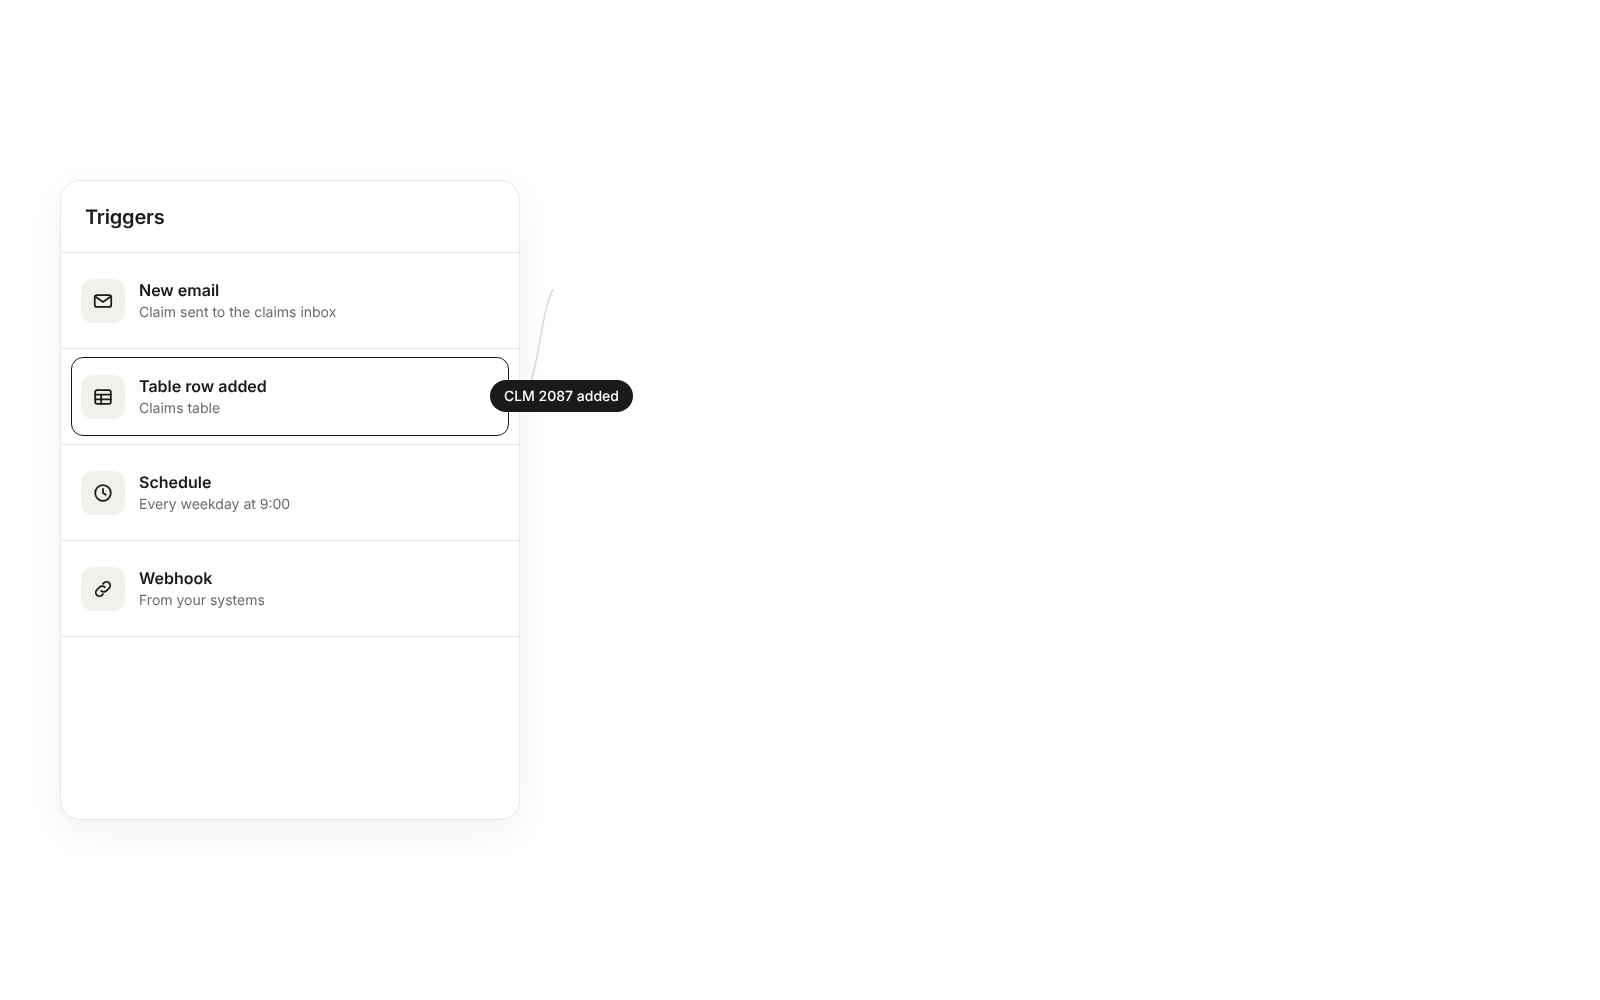 Triggers
New email
Claim sent to the claims inbox
Table row added
Claims table
CLM 2087 added
Schedule
Every weekday at 9:00
Webhook
From your systems